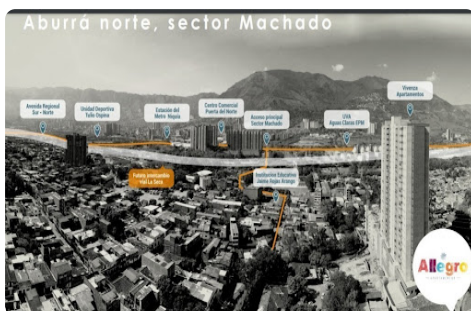 Aburrá norte, sector Machado
Avenida Regional
Sur - Norte
Unidad Deportiva
Tulio Ospina
Estación del
Metro Niquía
Centro Comercial
Puerta del Norte
Acceso principal
Sector Machado
UVA
Aguas Claras EPM
Vivenza
Apartamentos
Futuro intercambio
vial La Seca
Institución Educativa
Jaime Arango
Allegro